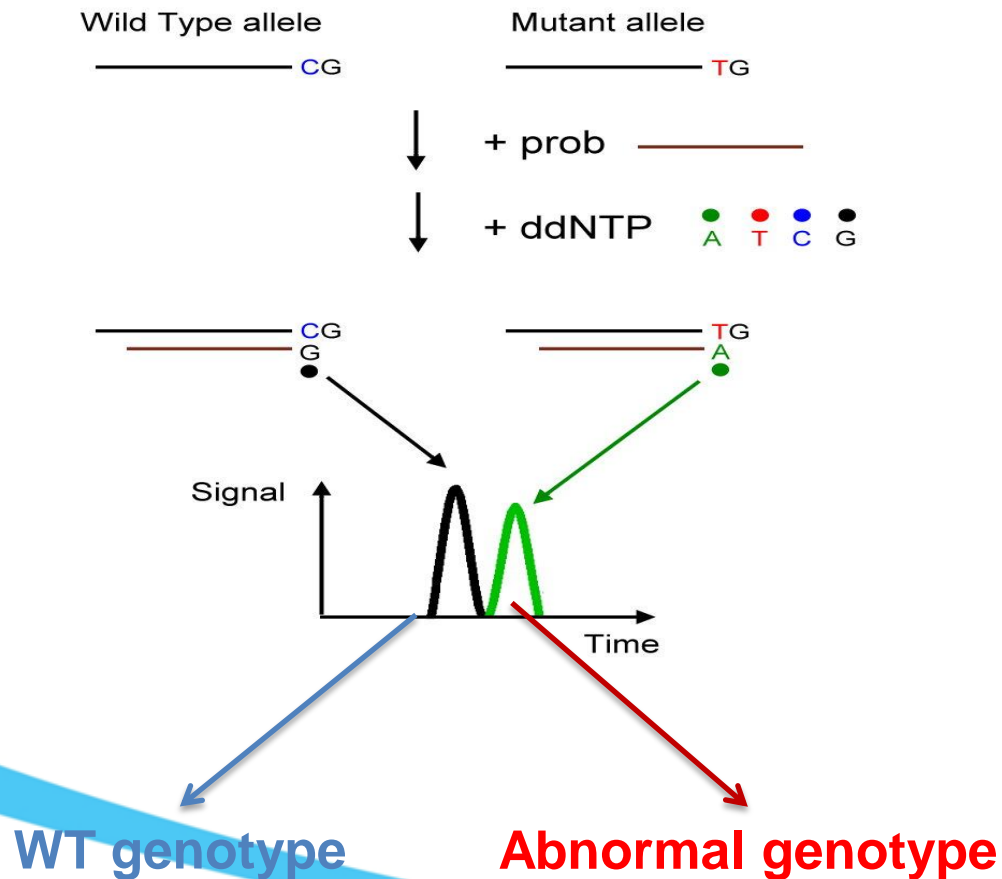 Wild Type allele Mutant allele
CG TG
+ prob
+ ddNTP
A T C G
CG TG
G A
Signal
Time
WT genotype Abnormal genotype